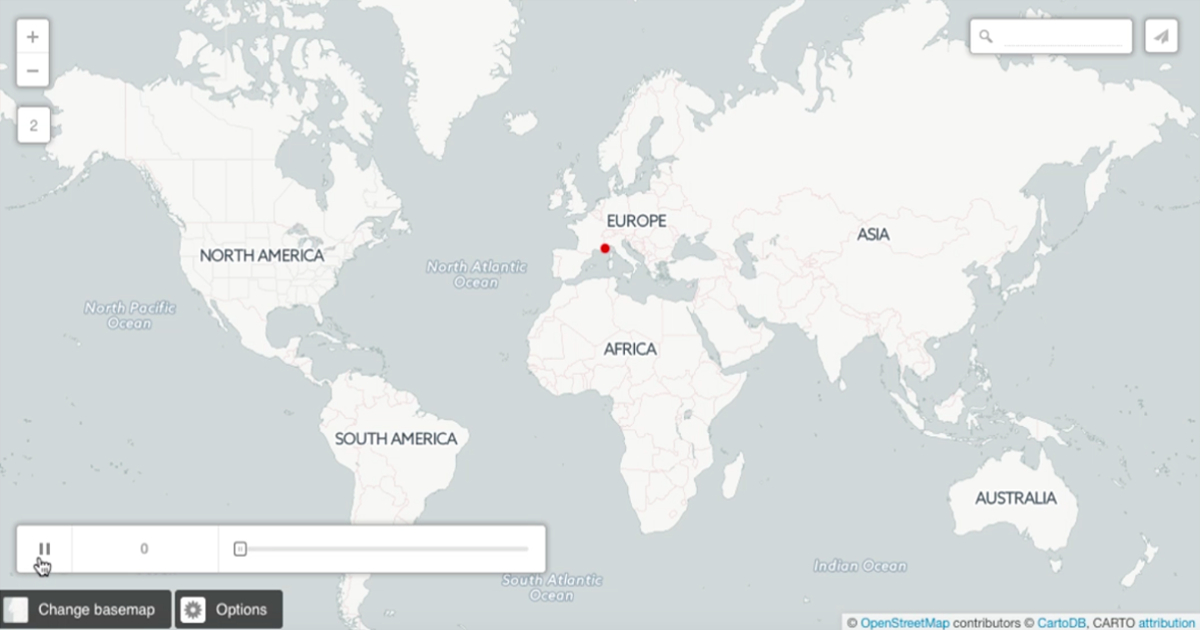 +
−
2
EUROPE
ASIA
NORTH AMERICA
North Atlantic
Ocean
North Pacific
Ocean
AFRICA
SOUTH AMERICA
AUSTRALIA
0
Indian Ocean
South Atlantic
Ocean
Change basemap
Options
© OpenStreetMap contributors © CartoDB, CARTO attribution